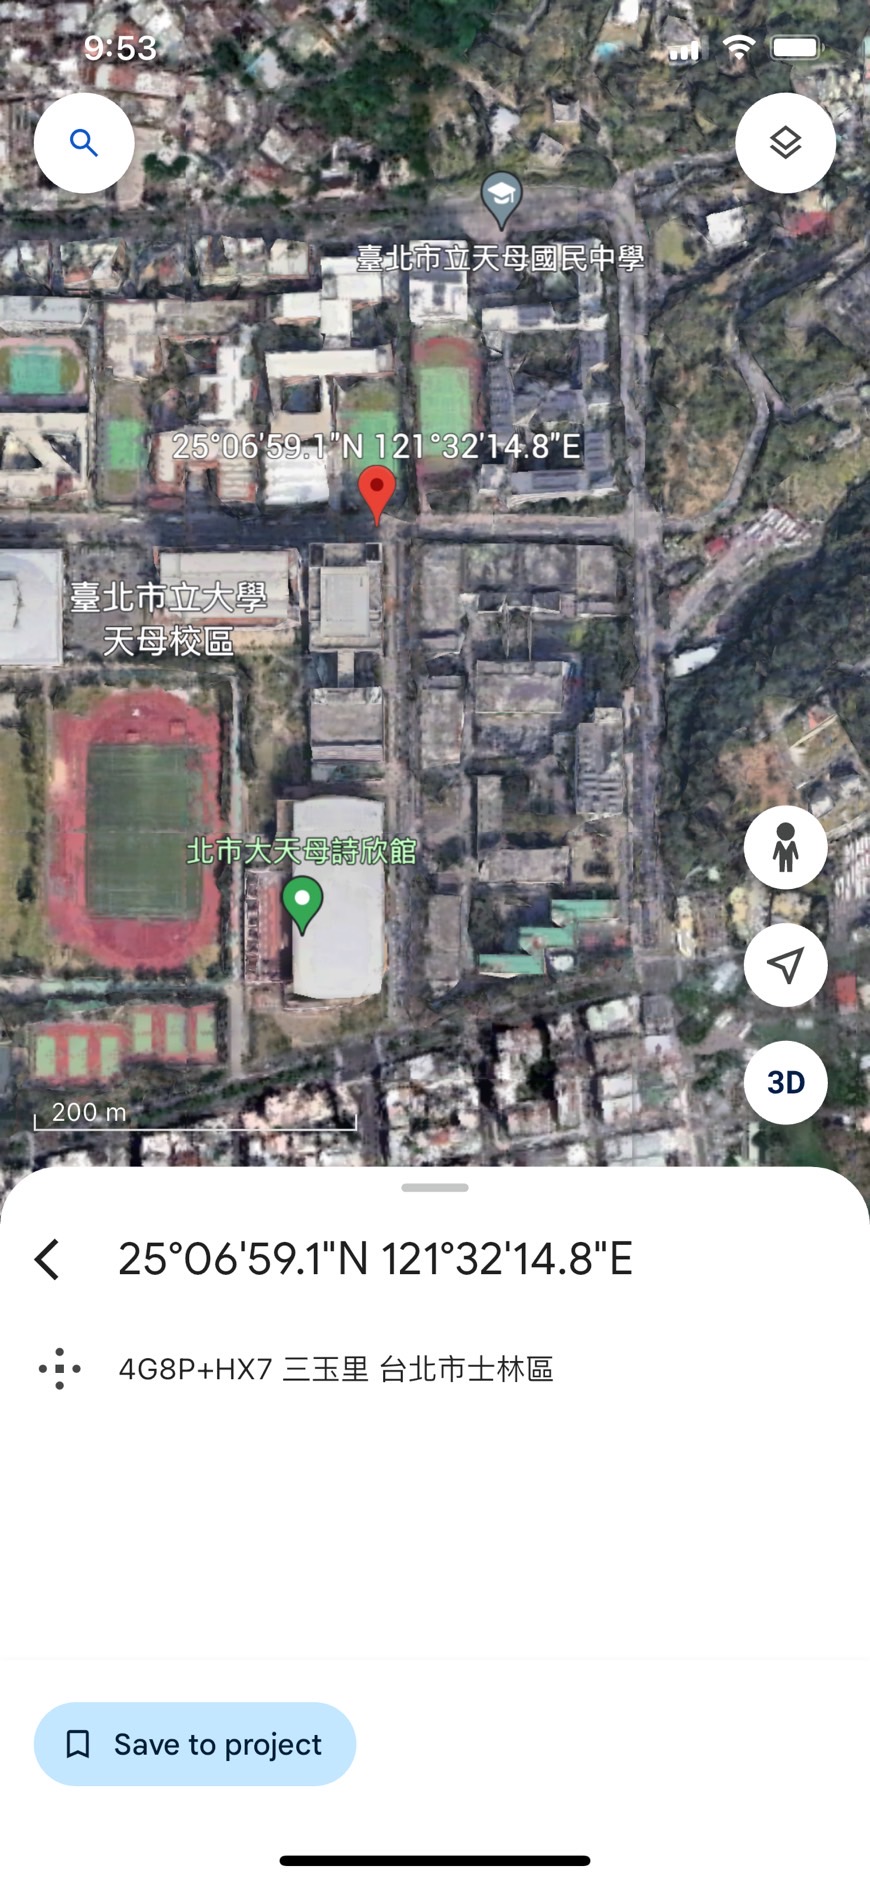 9:53
臺北市立天母國民中學
25°06'59.1"N 121°32'14.8"E
臺北市立大學
天母校區
北市大天母詩欣館
3D
200 m
25°06'59.1"N 121°32'14.8"E
4G8P+HX7 三玉里 台北市士林區
Save to project